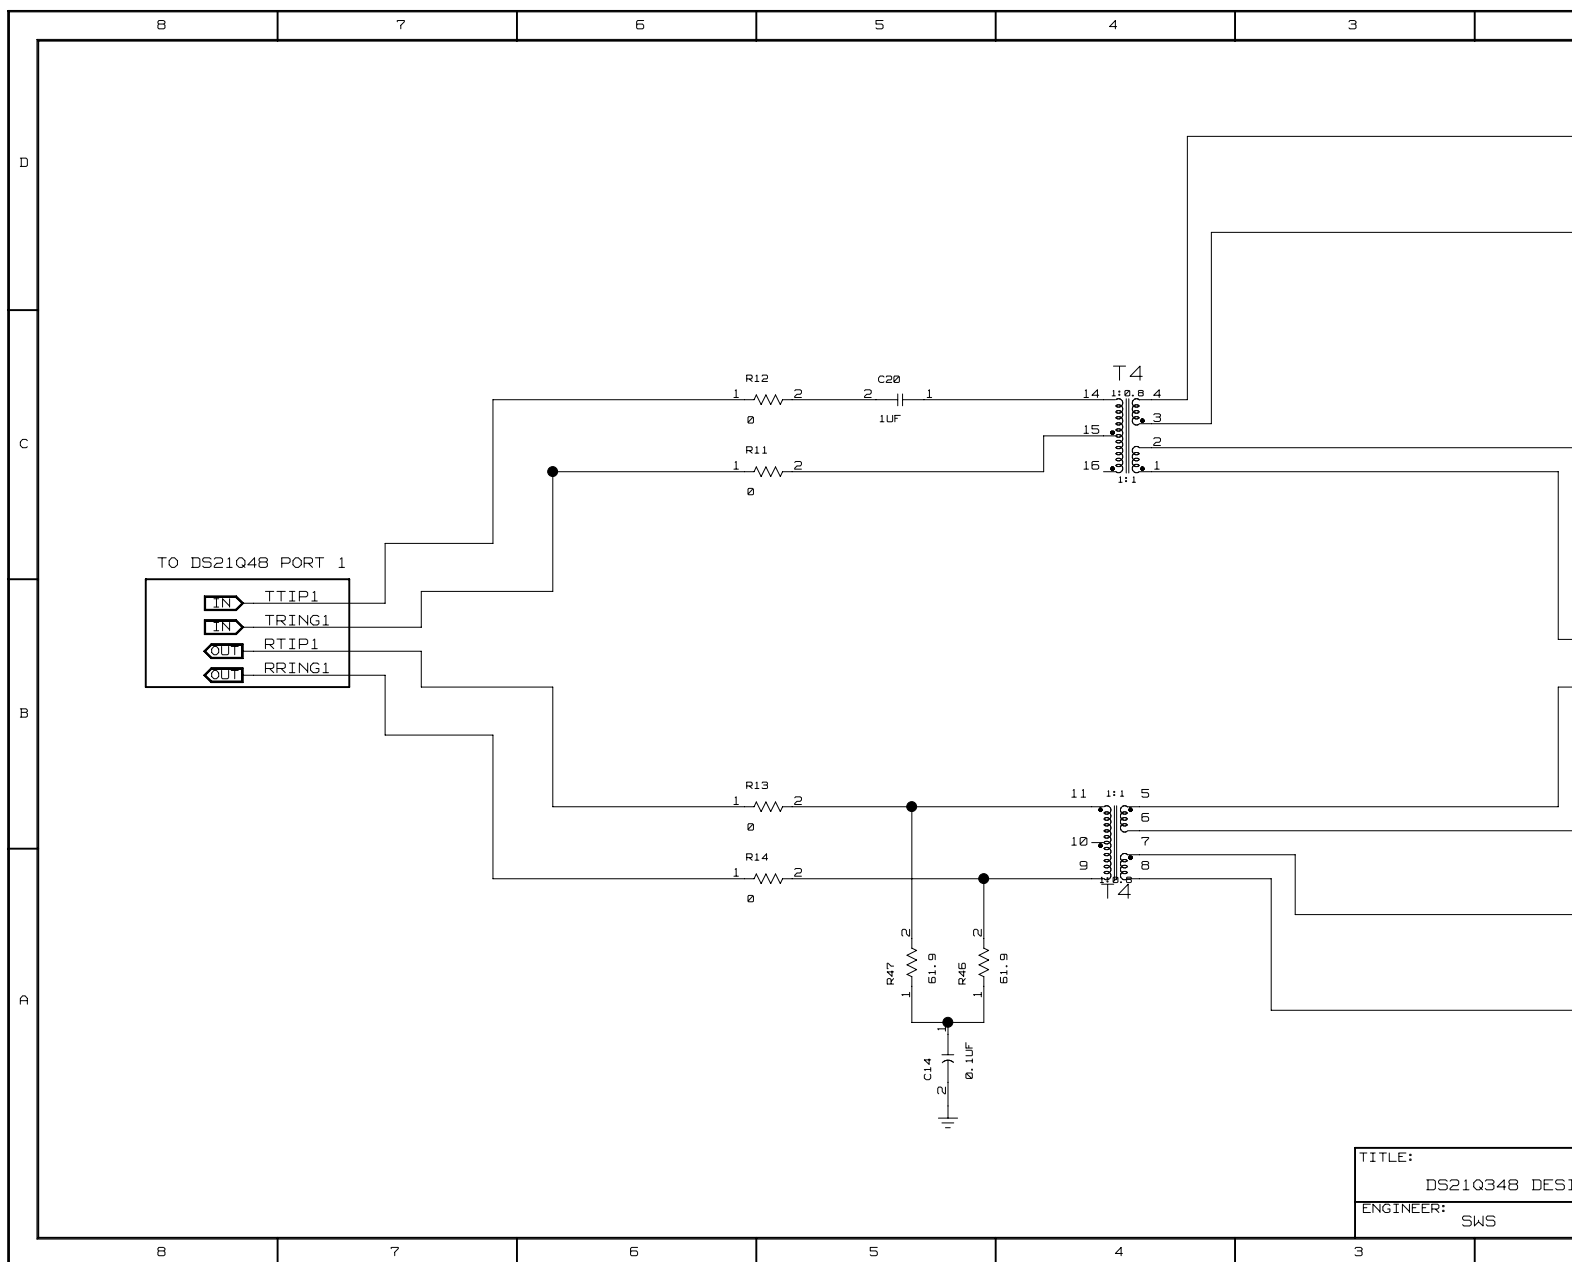 8 7 6 5 4 3
D
C
B
A
T4
R12
1 2
0
C20
2 1
1UF
14 1:0.8 4
3
15
2
16 1
1:1
R11
1 2
0
TO DS21Q48 PORT 1
IN TTIP1
IN TRING1
OUT RTIP1
OUT RRING1
R13
1 2
0
11 1:1 5
6
10 7
9 8
1:0.8
T4
R14
1 2
0
2 2
R47 61.9 R46 61.9
1 1
1
C14 0.1UF
2
TITLE:
DS21Q348 DESI
ENGINEER:
SWS
8 7 6 5 4 3